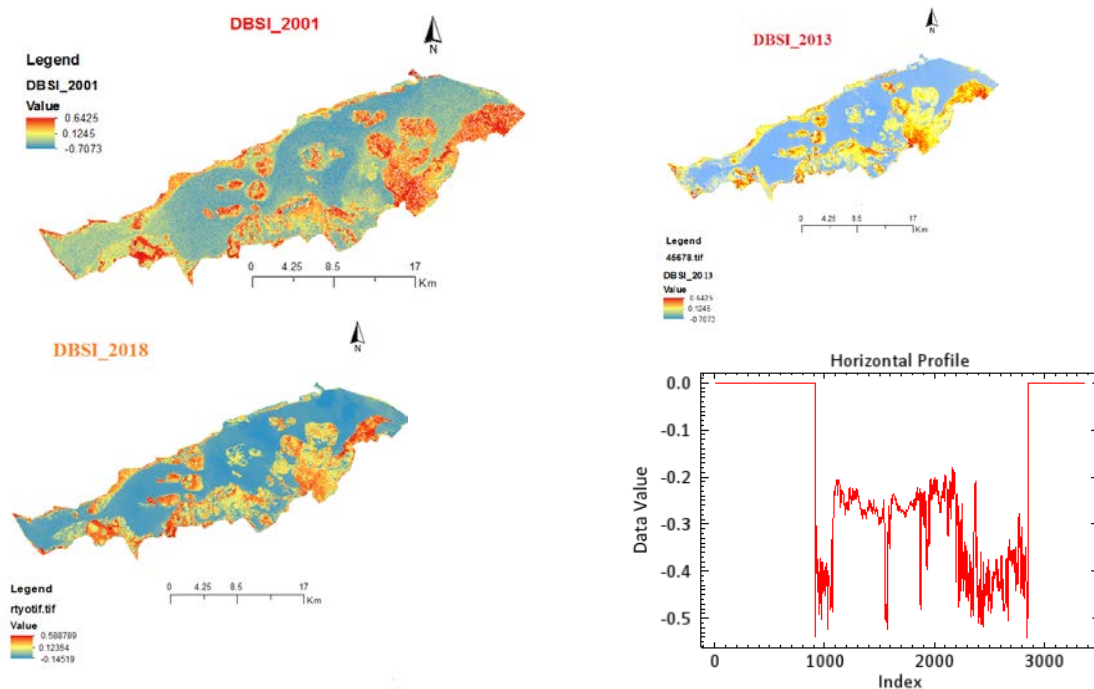 DBSI_2001
N
Legend
DBSI_2001
Value
0.6425
0.1245
-0.7073
0 4.25 8.5 17
Km
DBSI_2013
N
0 4.25 8.5 17
Km
Legend
45678.tif
DBSI_2013
Value
0.6425
0.1245
-0.7073
DBSI_2018
N
0 4.25 8.5 17
Km
Legend
rtyotif.tif
Value
0.588789
0.12354
-0.14519
Horizontal Profile
0.0
-0.1
-0.2
-0.3
-0.4
-0.5
Data Value
0 1000 2000 3000
Index